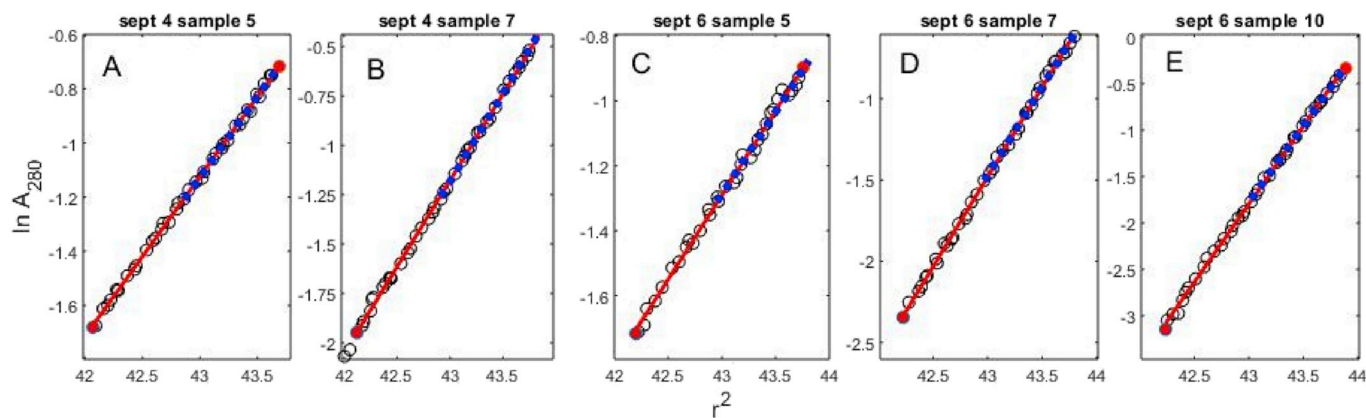 sept 4 sample 5
sept 4 sample 7
sept 6 sample 5
sept 6 sample 7
sept 6 sample 10
A
B
C
D
E
ln A280
-0.6
-0.8
-1
-1.2
-1.4
-1.6
42 42.5 43 43.5
-0.5
-0.75
-1
-1.25
-1.5
-1.75
-2
42 42.5 43 43.5
-0.8
-1
-1.2
-1.4
-1.6
42 42.5 43 43.5 44
-1
-1.5
-2
-2.5
42.5 43 43.5 44
0
-0.5
-1
-1.5
-2
-2.5
-3
42.5 43 43.5 44
r2